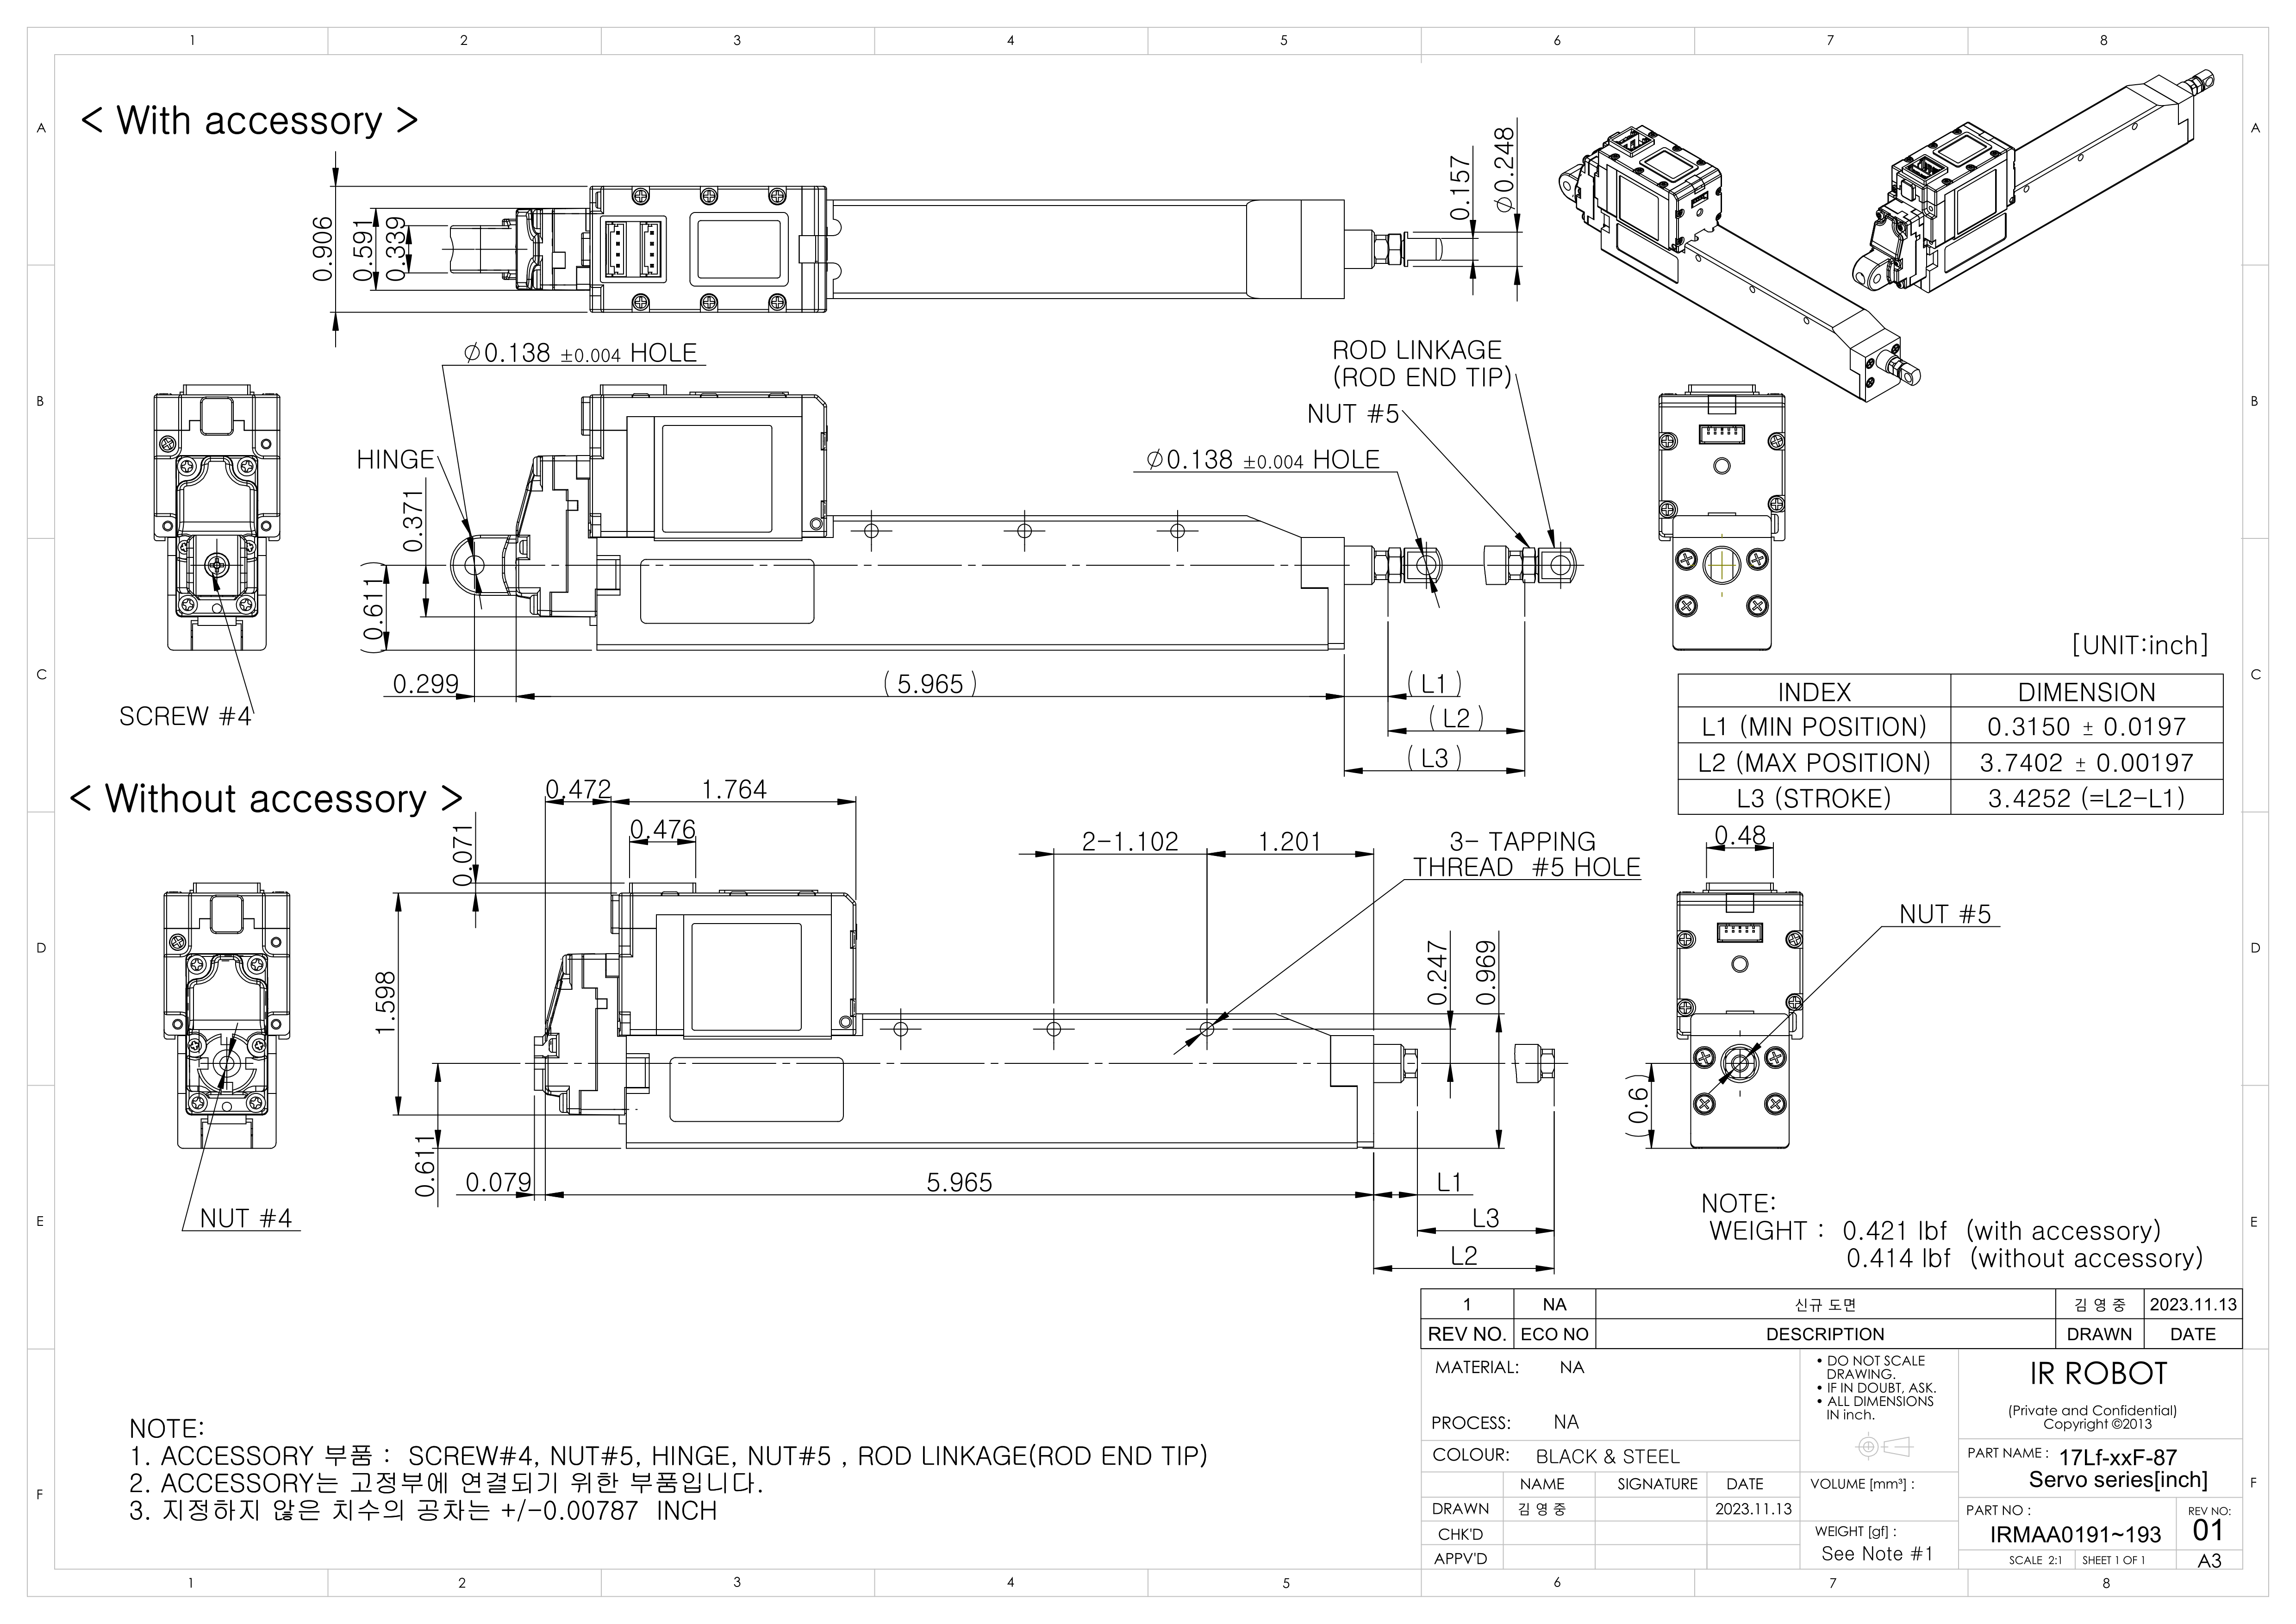 1 2 3 4 5 6 7 8
A A
B B
C C
D D
E E
F F
< With accessory >
0.906
0.591
0.339
0.157
⌀0.248
⌀0.138 ±0.004 HOLE
ROD LINKAGE
(ROD END TIP)
NUT #5
HINGE
⌀0.138 ±0.004 HOLE
0.371
(0.611)
SCREW #4
0.299
(5.965)
(L1)
(L2)
(L3)
[UNIT:inch]
INDEX DIMENSION
L1 (MIN POSITION) 0.3150 ± 0.0197
L2 (MAX POSITION) 3.7402 ± 0.00197
L3 (STROKE) 3.4252 (=L2-L1)
< Without accessory >
0.472
1.764
0.071
0.476
2-1.102
1.201
3- TAPPING
THREAD #5 HOLE
0.48
NUT #5
1.598
0.247
0.969
(0.6)
0.611
0.079
5.965
L1
L3
L2
NUT #4
NOTE:
WEIGHT : 0.421 lbf (with accessory)
0.414 lbf (without accessory)
1 NA 신규 도면 김 영 중 2023.11.13
REV NO. ECO NO DESCRIPTION DRAWN DATE
MATERIAL: NA
PROCESS: NA
COLOUR: BLACK & STEEL
NAME SIGNATURE DATE
DRAWN 김 영 중 2023.11.13
CHK'D
APPV'D
• DO NOT SCALE
DRAWING.
• IF IN DOUBT, ASK.
• ALL DIMENSIONS
IN inch.
VOLUME [mm³] :
WEIGHT [gf] :
See Note #1
IR ROBOT
(Private and Confidential)
Copyright ©2013
PART NAME : 17Lf-xxF-87
Servo series[inch]
PART NO :
IRMAA0191~193
REV NO:
01
SCALE 2:1 SHEET 1 OF 1 A3
NOTE:
1. ACCESSORY 부품 : SCREW#4, NUT#5, HINGE, NUT#5 , ROD LINKAGE(ROD END TIP)
2. ACCESSORY는 고정부에 연결되기 위한 부품입니다.
3. 지정하지 않은 치수의 공차는 +/-0.00787 INCH
1 2 3 4 5 6 7 8